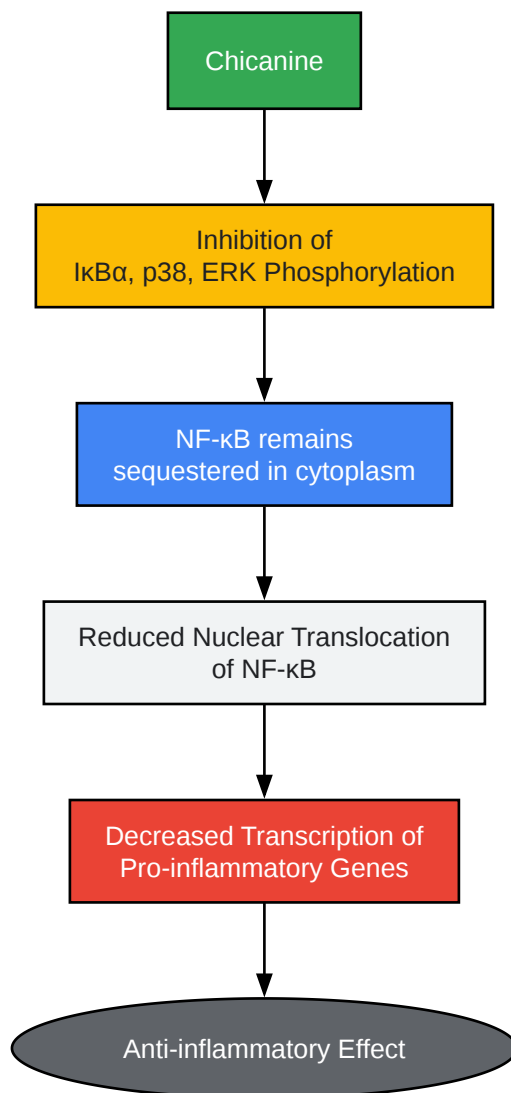 Chicanine
Inhibition of
IκBα, p38, ERK Phosphorylation
NF-κB remains
sequestered in cytoplasm
Reduced Nuclear Translocation
of NF-κB
Decreased Transcription of
Pro-inflammatory Genes
Anti-inflammatory Effect